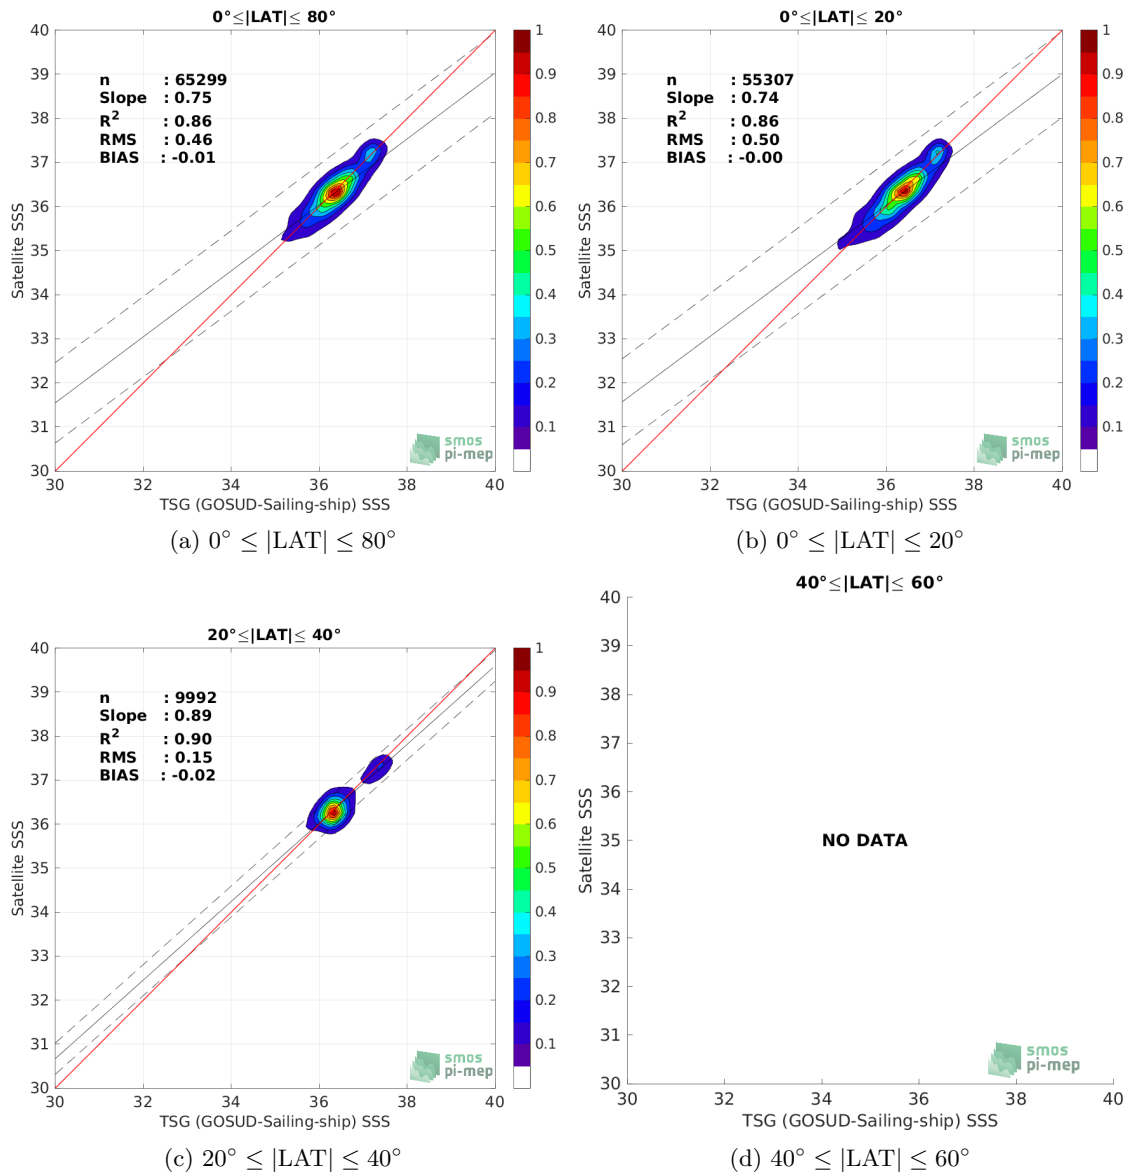 0°≤|LAT|≤ 80°
40
39
38
37
36
35
34
33
32
31
30
n : 65299
Slope : 0.75
R2 : 0.86
RMS : 0.46
BIAS : -0.01
1
0.9
0.8
0.7
0.6
0.5
0.4
0.3
0.2
0.1
smos
pi-mep
30 32 34 36 38 40
Satellite SSS
TSG (GOSUD-Sailing-ship) SSS
(a) 0° ≤ |LAT| ≤ 80°
0°≤|LAT|≤ 20°
40
39
38
37
36
35
34
33
32
31
30
n : 55307
Slope : 0.74
R2 : 0.86
RMS : 0.50
BIAS : -0.00
1
0.9
0.8
0.7
0.6
0.5
0.4
0.3
0.2
0.1
smos
pi-mep
30 32 34 36 38 40
Satellite SSS
TSG (GOSUD-Sailing-ship) SSS
(b) 0° ≤ |LAT| ≤ 20°
20°≤|LAT|≤ 40°
40
39
38
37
36
35
34
33
32
31
30
n : 9992
Slope : 0.89
R2 : 0.90
RMS : 0.15
BIAS : -0.02
1
0.9
0.8
0.7
0.6
0.5
0.4
0.3
0.2
0.1
smos
pi-mep
30 32 34 36 38 40
Satellite SSS
TSG (GOSUD-Sailing-ship) SSS
(c) 20° ≤ |LAT| ≤ 40°
40°≤|LAT|≤ 60°
40
39
38
37
36
35
34
33
32
31
30
NO DATA
smos
pi-mep
30 32 34 36 38 40
Satellite SSS
TSG (GOSUD-Sailing-ship) SSS
(d) 40° ≤ |LAT| ≤ 60°